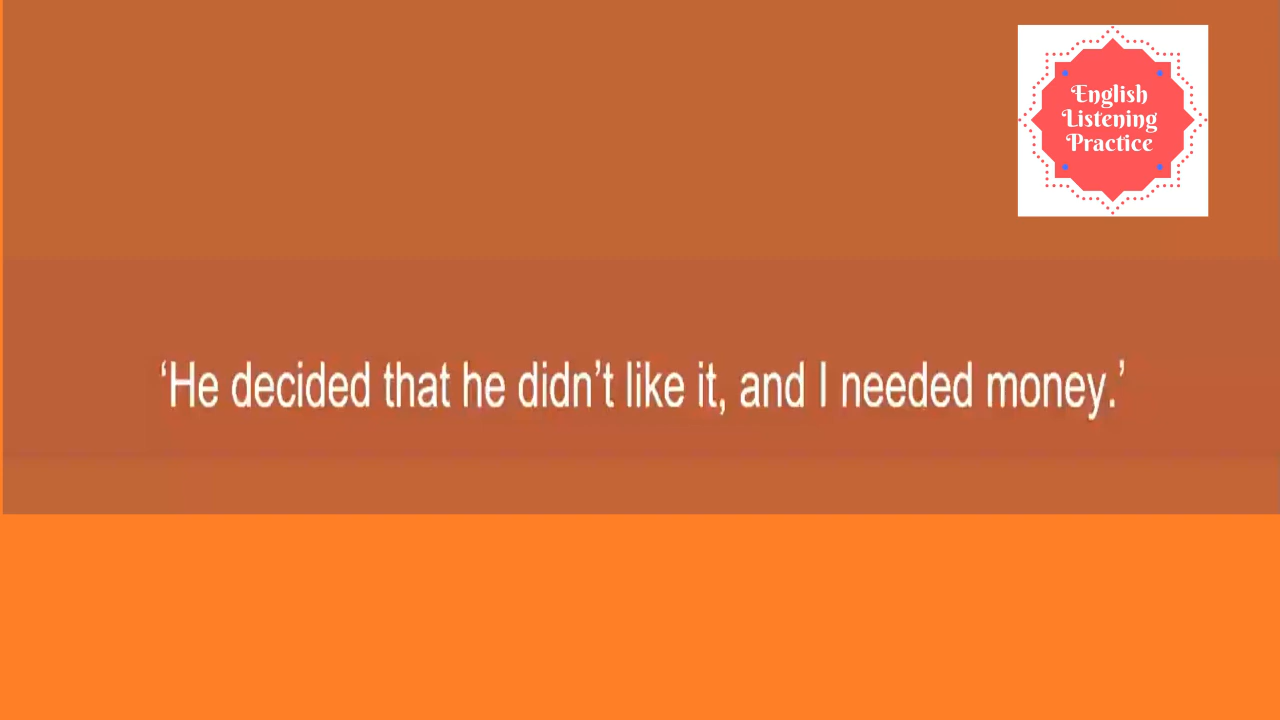 English
Listening
Practice
‘He decided that he didn’t like it, and I needed money.’